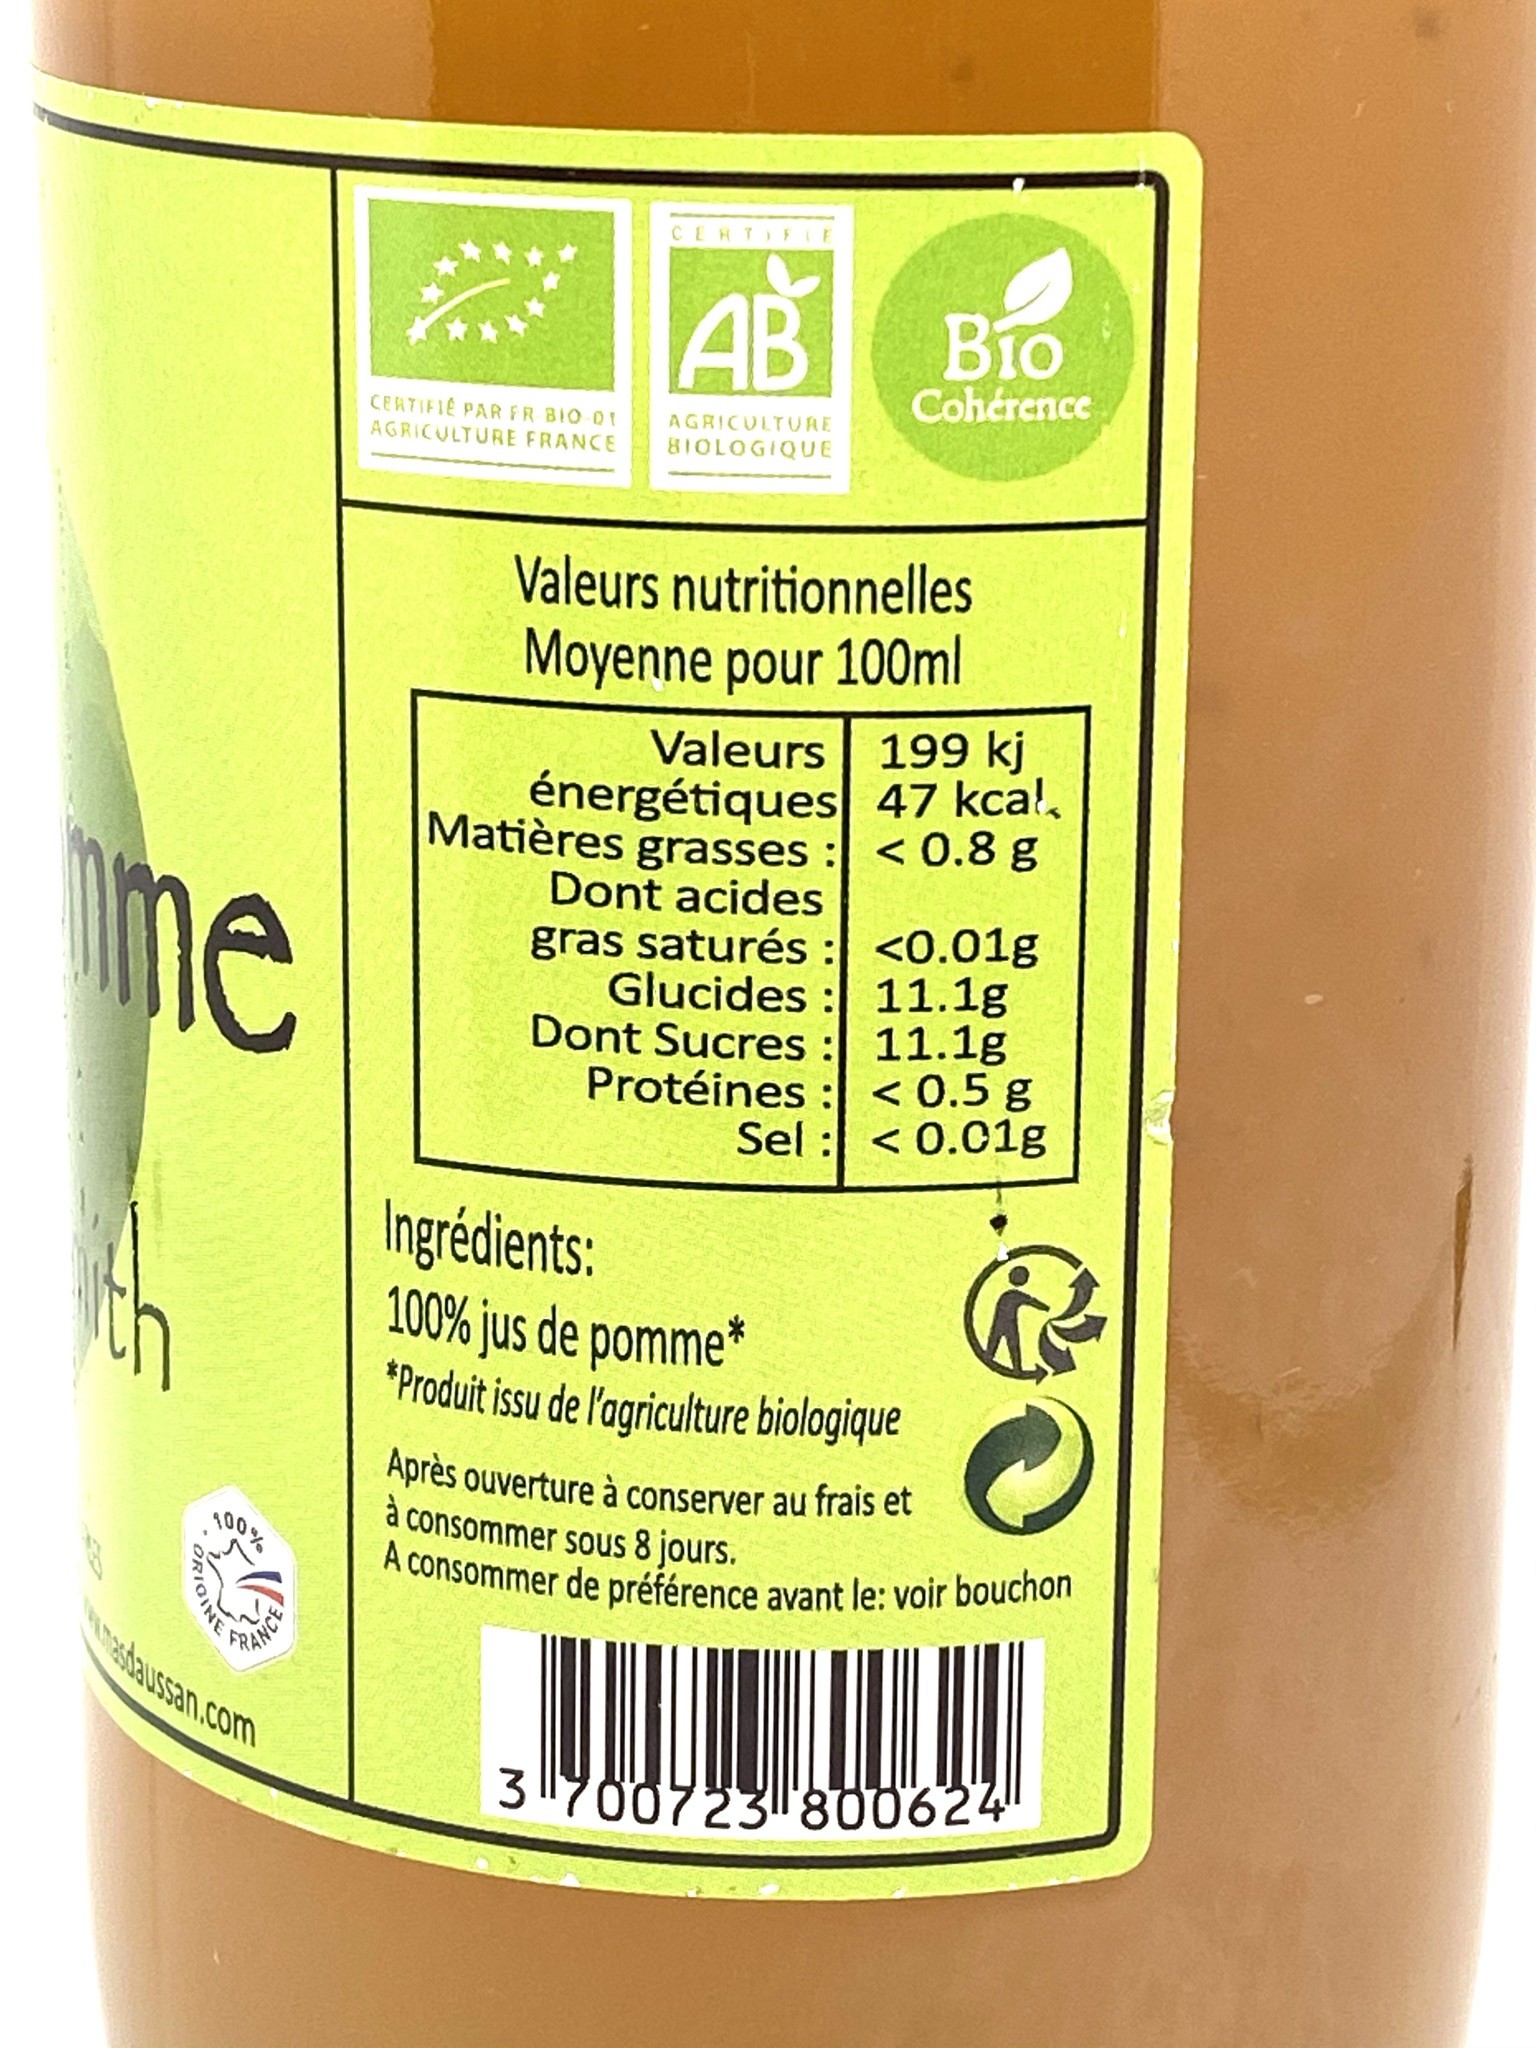 CERTIFIÉ PAR FR-BIO-01
AGRICULTURE FRANCE
CERTIFIÉ
AB
AGRICULTURE
BIOLOGIQUE
Bio
Cohérence
Valeurs nutritionnelles
Moyenne pour 100ml
Valeurs 199 kj
énergétiques 47 kcal
Matières grasses : < 0.8 g
Dont acides
gras saturés : <0.01g
Glucides : 11.1g
Dont Sucres : 11.1g
Protéines : < 0.5 g
Sel : < 0.01g
Ingrédients:
100% jus de pomme*
*Produit issu de l'agriculture biologique
Après ouverture à conserver au frais et
à consommer sous 8 jours.
A consommer de préférence avant le: voir bouchon
3 700723 800624
100%
ORIGINE FRANCE
www.masdaussan.com